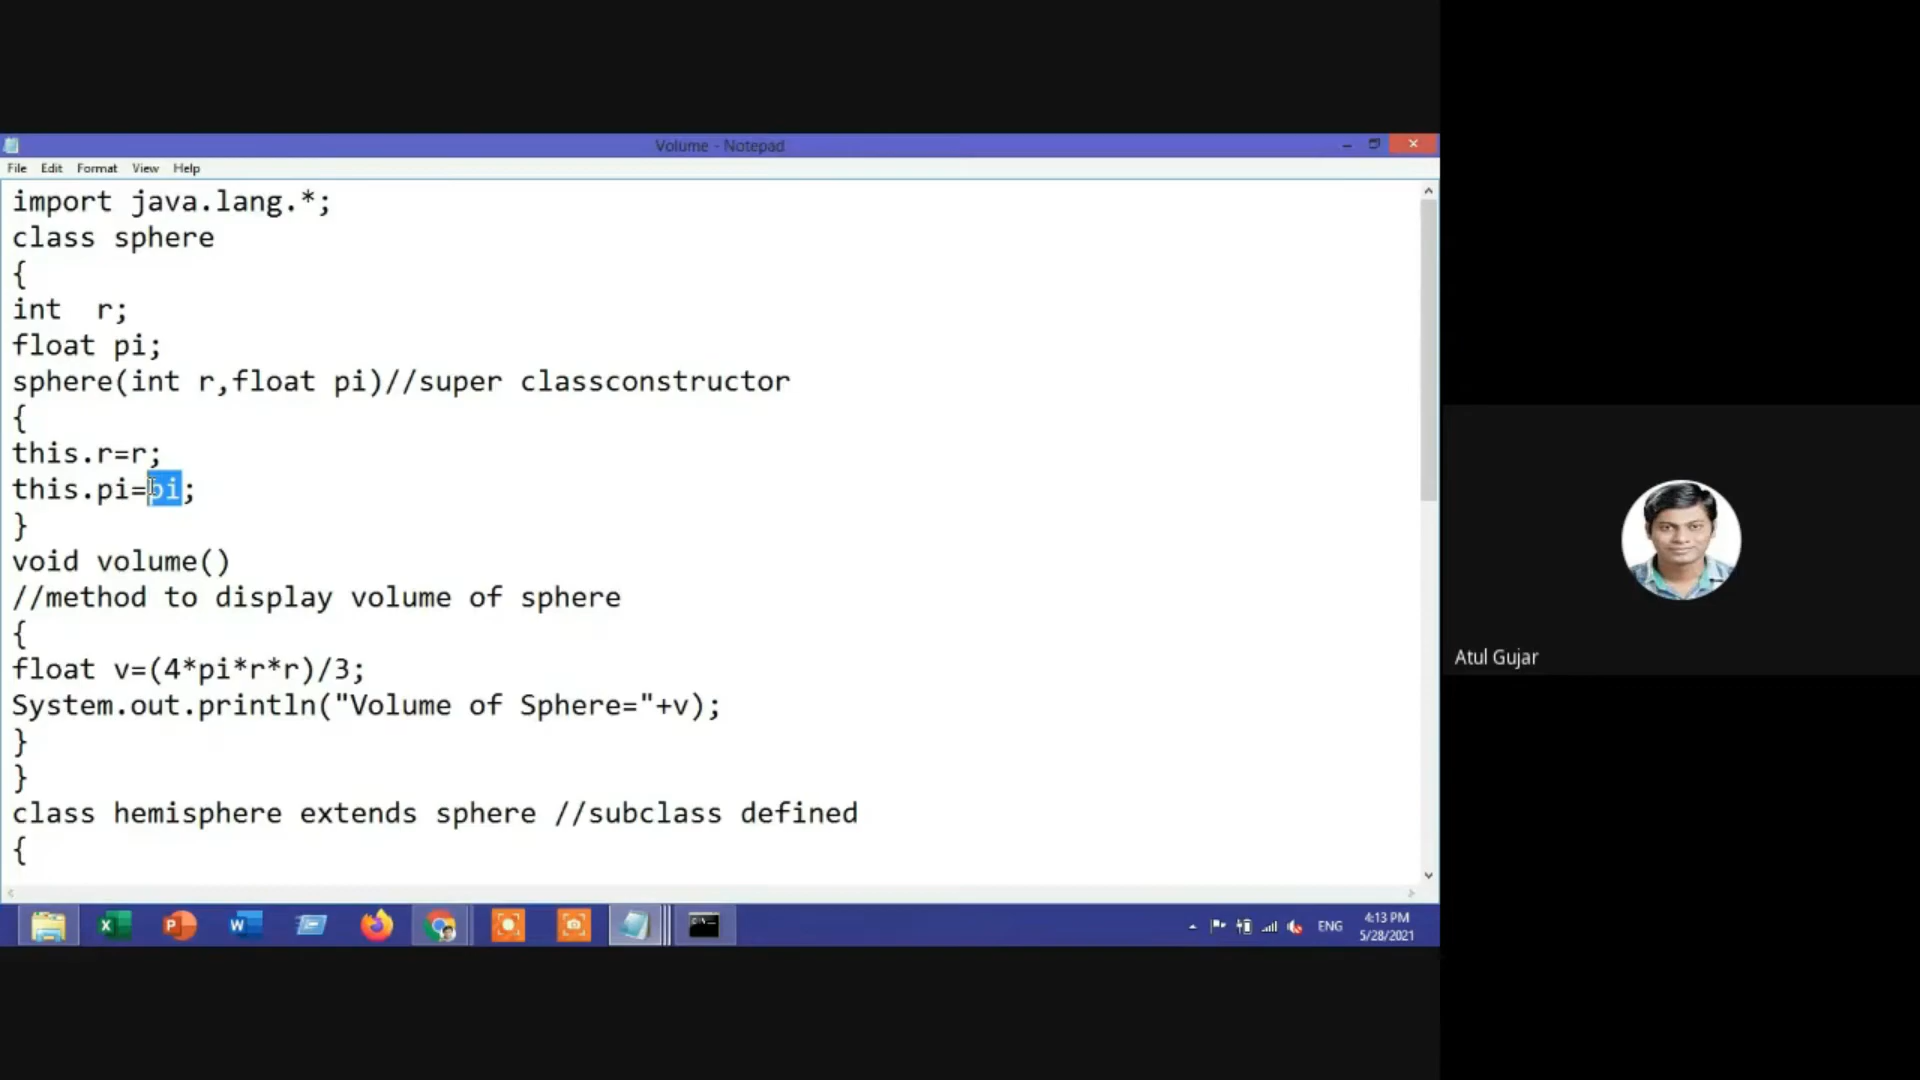 Volume - Notepad
File Edit Format View Help
import java.lang.*;
class sphere
{
int  r;
float pi;
sphere(int r,float pi)//super classconstructor
{
this.r=r;
this.pi=pi;
}
void volume()
//method to display volume of sphere
{
float v=(4*pi*r*r)/3;
System.out.println("Volume of Sphere="+v);
}
}
class hemisphere extends sphere //subclass defined
{
Atul Gujar
ENG
4:13 PM
5/28/2021